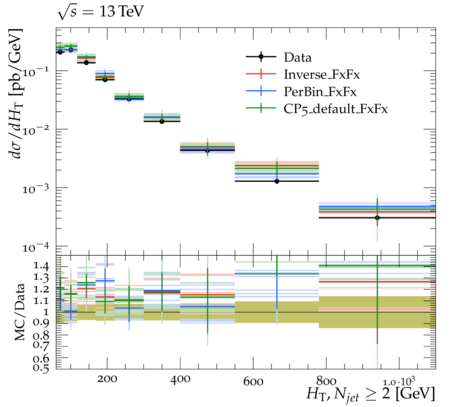 √s = 13 TeV
dσ/dH_T [pb/GeV]
10⁻¹
10⁻²
10⁻³
10⁻⁴
Data
Inverse_FxFx
PerBin_FxFx
CP5_default_FxFx
MC/Data
1.4
1.3
1.2
1.1
1
0.9
0.8
0.7
0.6
0.5
200 400 600 800 1.0·10³
H_T, N_jet ≥ 2 [GeV]